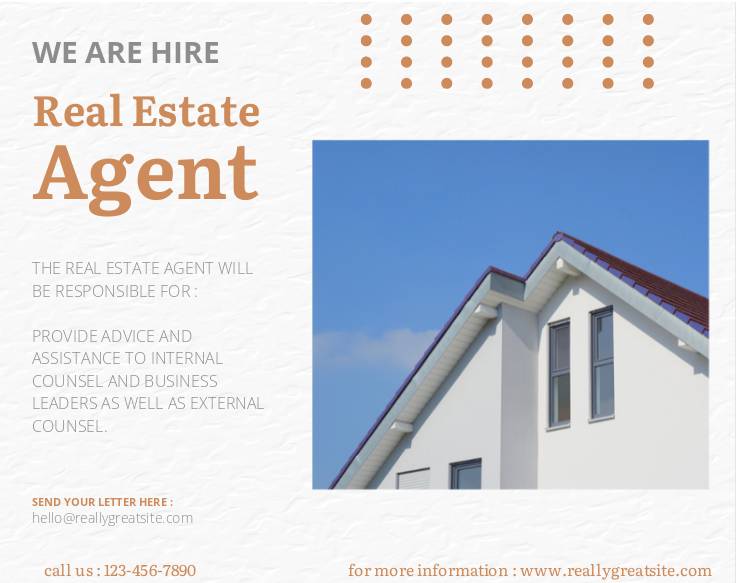 WE ARE HIRE
Real Estate
Agent
THE REAL ESTATE AGENT WILL
BE RESPONSIBLE FOR :
PROVIDE ADVICE AND
ASSISTANCE TO INTERNAL
COUNSEL AND BUSINESS
LEADERS AS WELL AS EXTERNAL
COUNSEL.
SEND YOUR LETTER HERE :
hello@reallygreatsite.com
call us : 123-456-7890
for more information : www.reallygreatsite.com